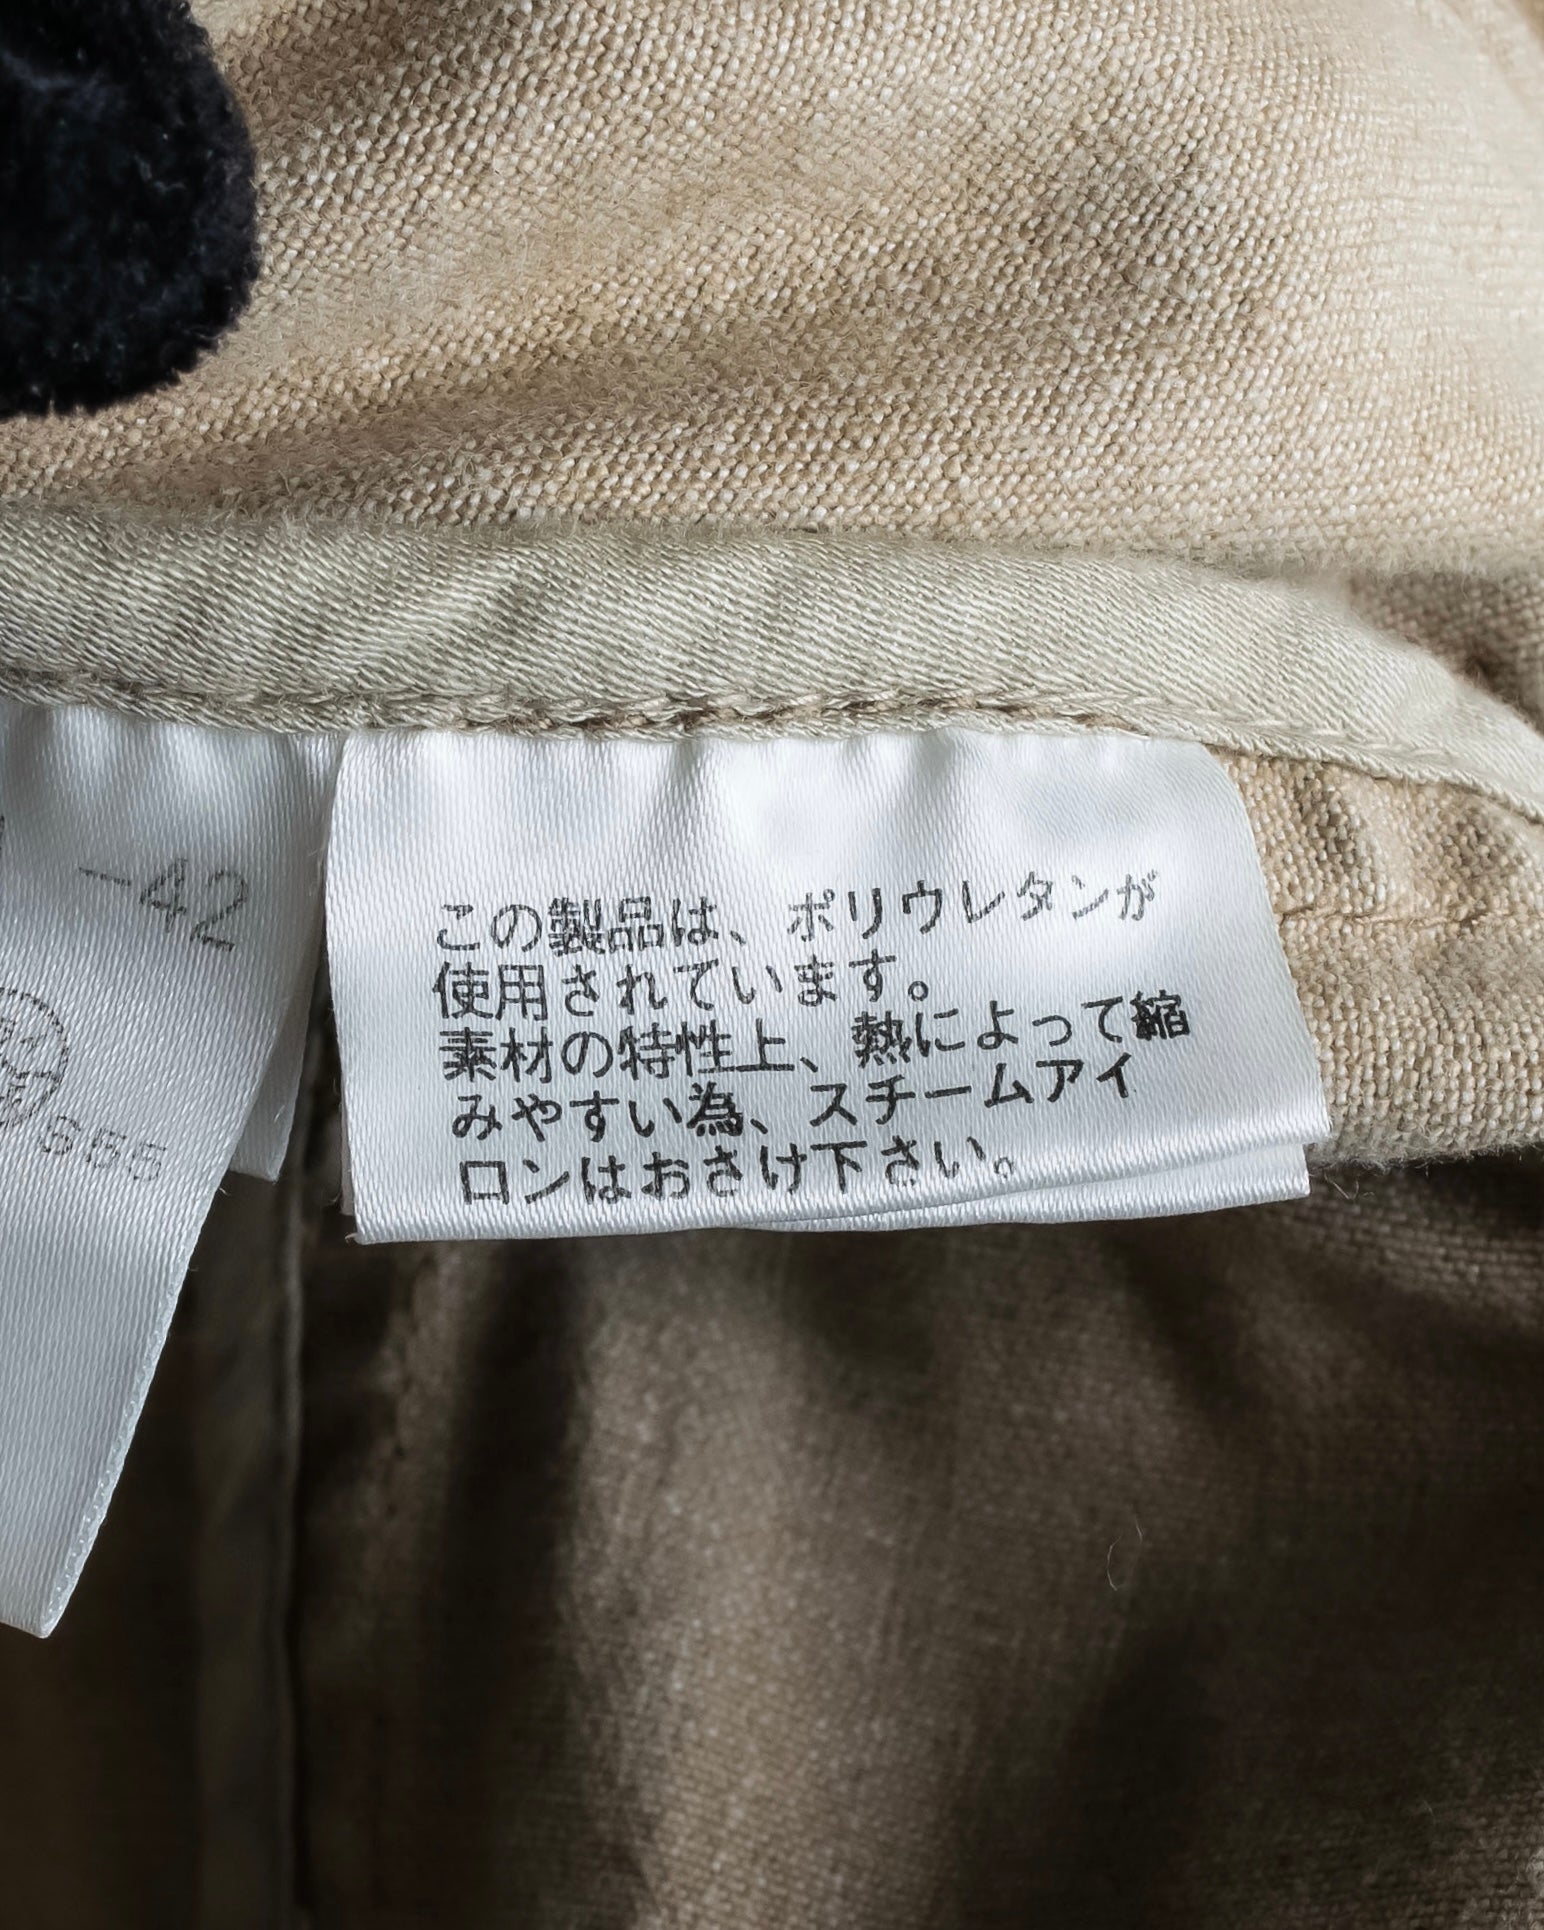 -42
この製品は、ポリウレタンが
使用されています。
素材の特性上、熱によって縮
みやすい為、スチームアイ
ロンはおさけ下さい。